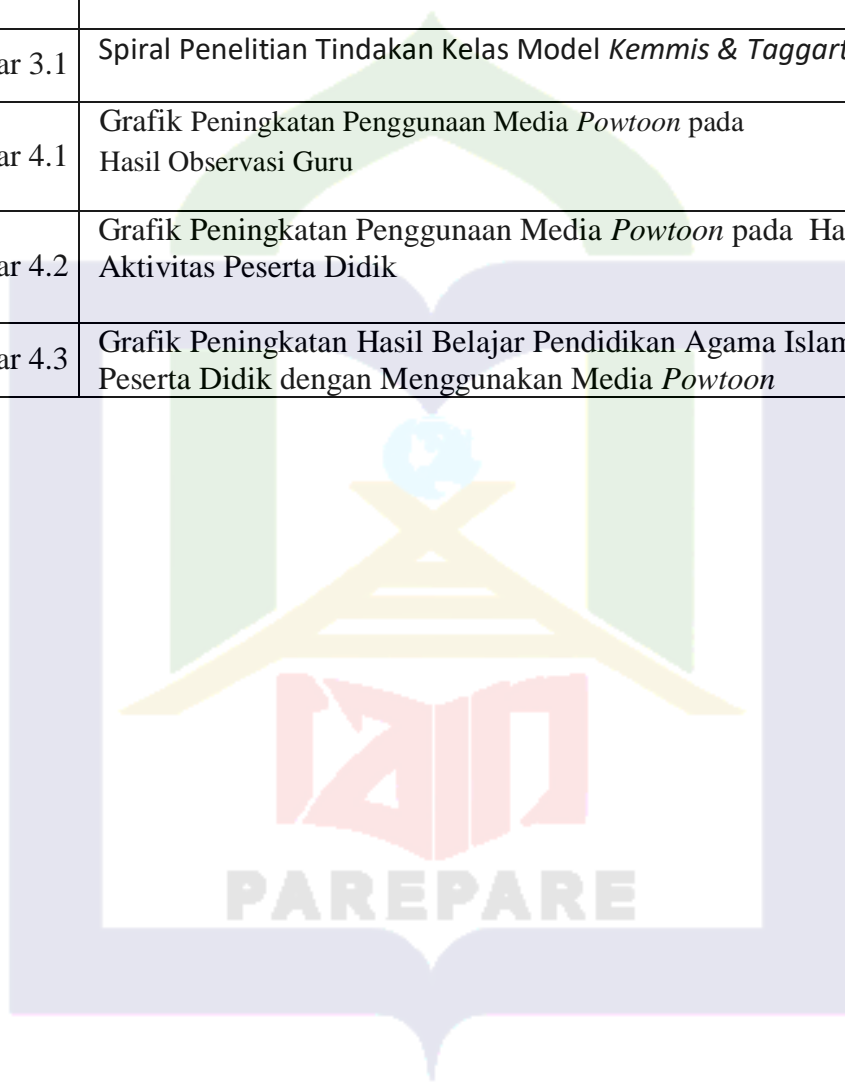 ar 3.1 Spiral Penelitian Tindakan Kelas Model Kemmis & Taggart
Grafik Peningkatan Penggunaan Media Powtoon pada
ar 4.1 Hasil Observasi Guru
Grafik Peningkatan Penggunaan Media Powtoon pada Ha
ar 4.2 Aktivitas Peserta Didik
ar 4.3 Grafik Peningkatan Hasil Belajar Pendidikan Agama Islam
Peserta Didik dengan Menggunakan Media Powtoon
iain
PAREPARE